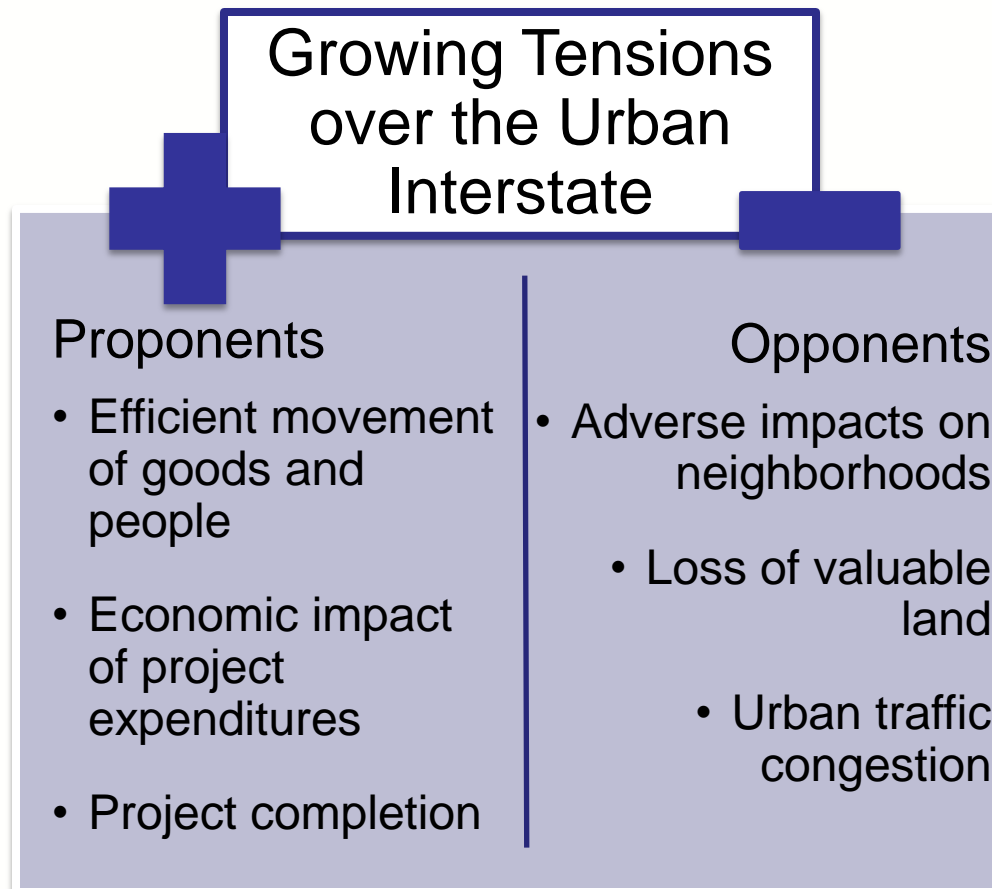 Growing Tensions
over the Urban
Interstate
Proponents
• Efficient movement
of goods and
people
• Economic impact
of project
expenditures
• Project completion
Opponents
• Adverse impacts on
neighborhoods
• Loss of valuable
land
• Urban traffic
congestion